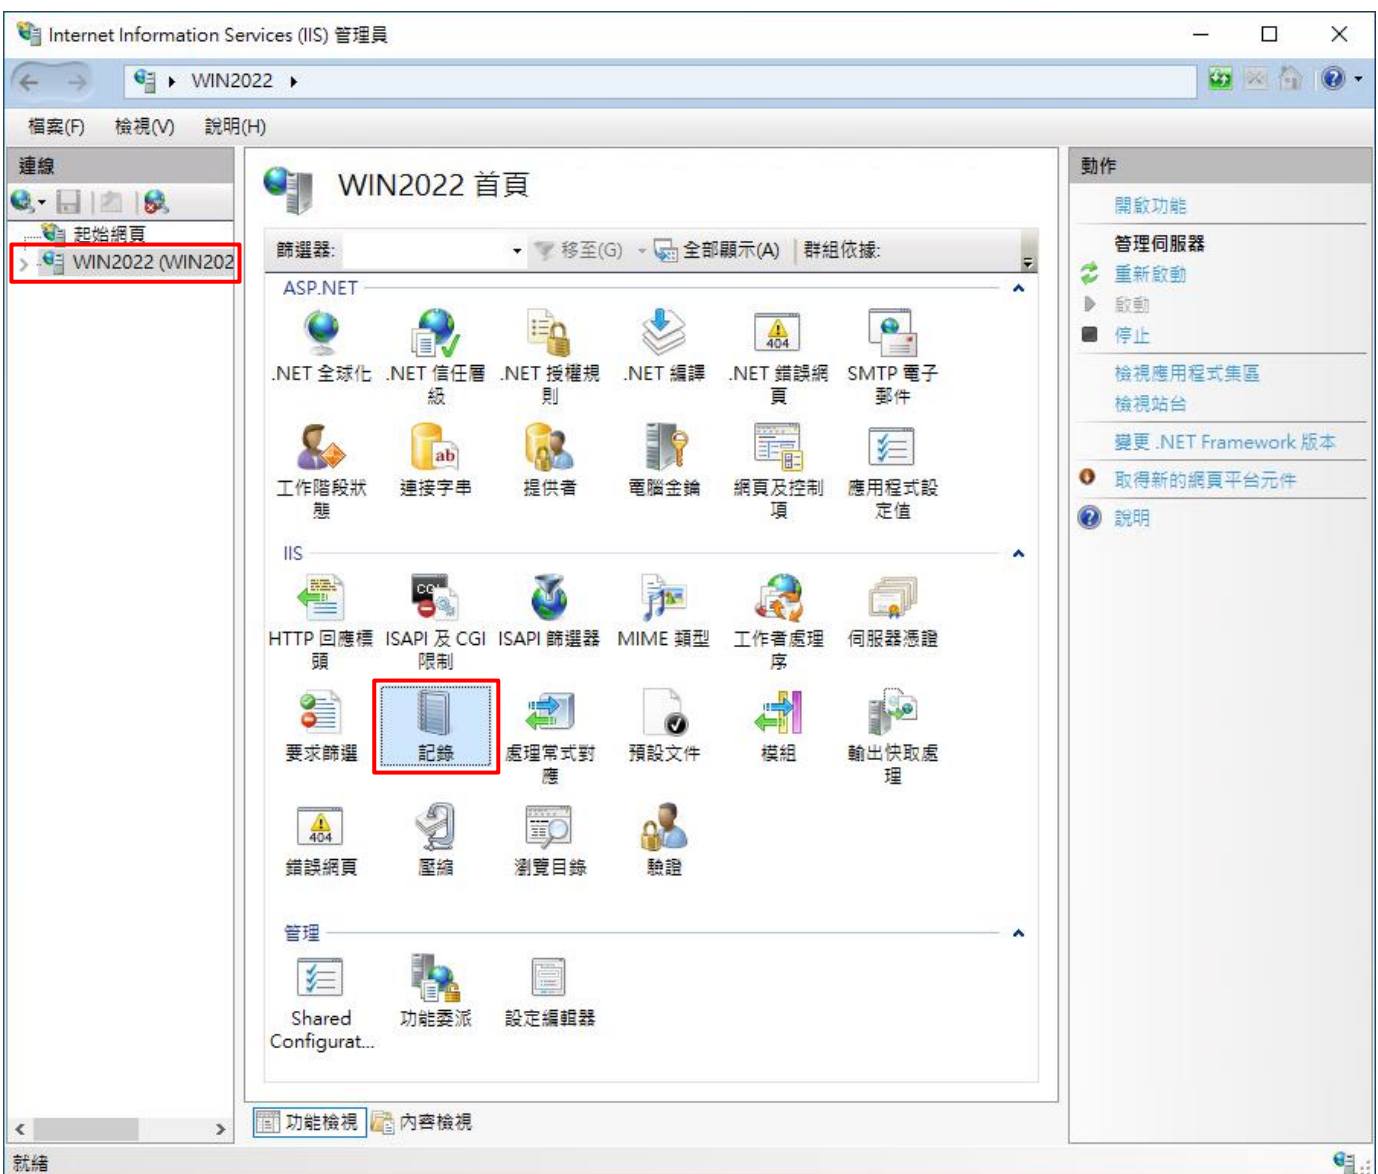 Internet Information Services (IIS) 管理員
WIN2022
檔案(F) 檢視(V) 說明(H)
連線
起始網頁
WIN2022 (WIN202
WIN2022 首頁
篩選器: 移至(G) 全部顯示(A) 群組依據:
ASP.NET
.NET 全球化
.NET 信任層
級
.NET 授權規
則
.NET 編譯
.NET 錯誤網
頁
SMTP 電子
郵件
工作階段狀
態
連接字串
提供者
電腦金鑰
網頁及控制
項
應用程式設
定值
IIS
HTTP 回應標
頭
ISAPI 及 CGI
限制
ISAPI 篩選器
MIME 類型
工作者處理
序
伺服器憑證
要求篩選
記錄
處理常式對
應
預設文件
模組
輸出快取處
理
錯誤網頁
壓縮
瀏覽目錄
驗證
管理
Shared
Configurat...
功能委派
設定編輯器
功能檢視 內容檢視
動作
開啟功能
管理伺服器
重新啟動
啟動
停止
檢視應用程式集區
檢視站台
變更 .NET Framework 版本
取得新的網頁平台元件
說明
就緒